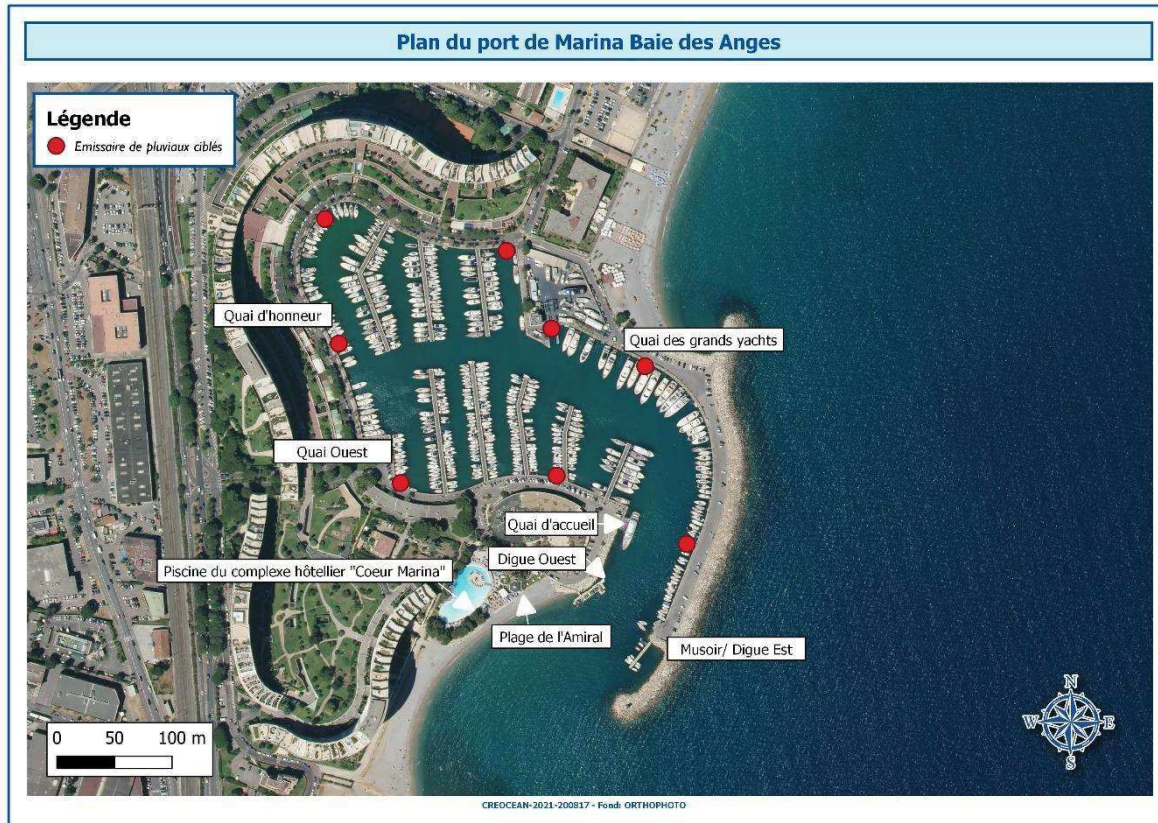 Plan du port de Marina Baie des Anges
Légende
Emissaire de pluviaux ciblés
Quai d'honneur
Quai des grands yachts
Quai Ouest
Quai d'accueil
Digue Ouest
Piscine du complexe hôtellier "Coeur Marina"
Plage de l'Amiral
Musoir/ Digue Est
N
W
E
S
0 50 100 m
CREOCEAN-2021-200817 - Fond: ORTHOPHOTO